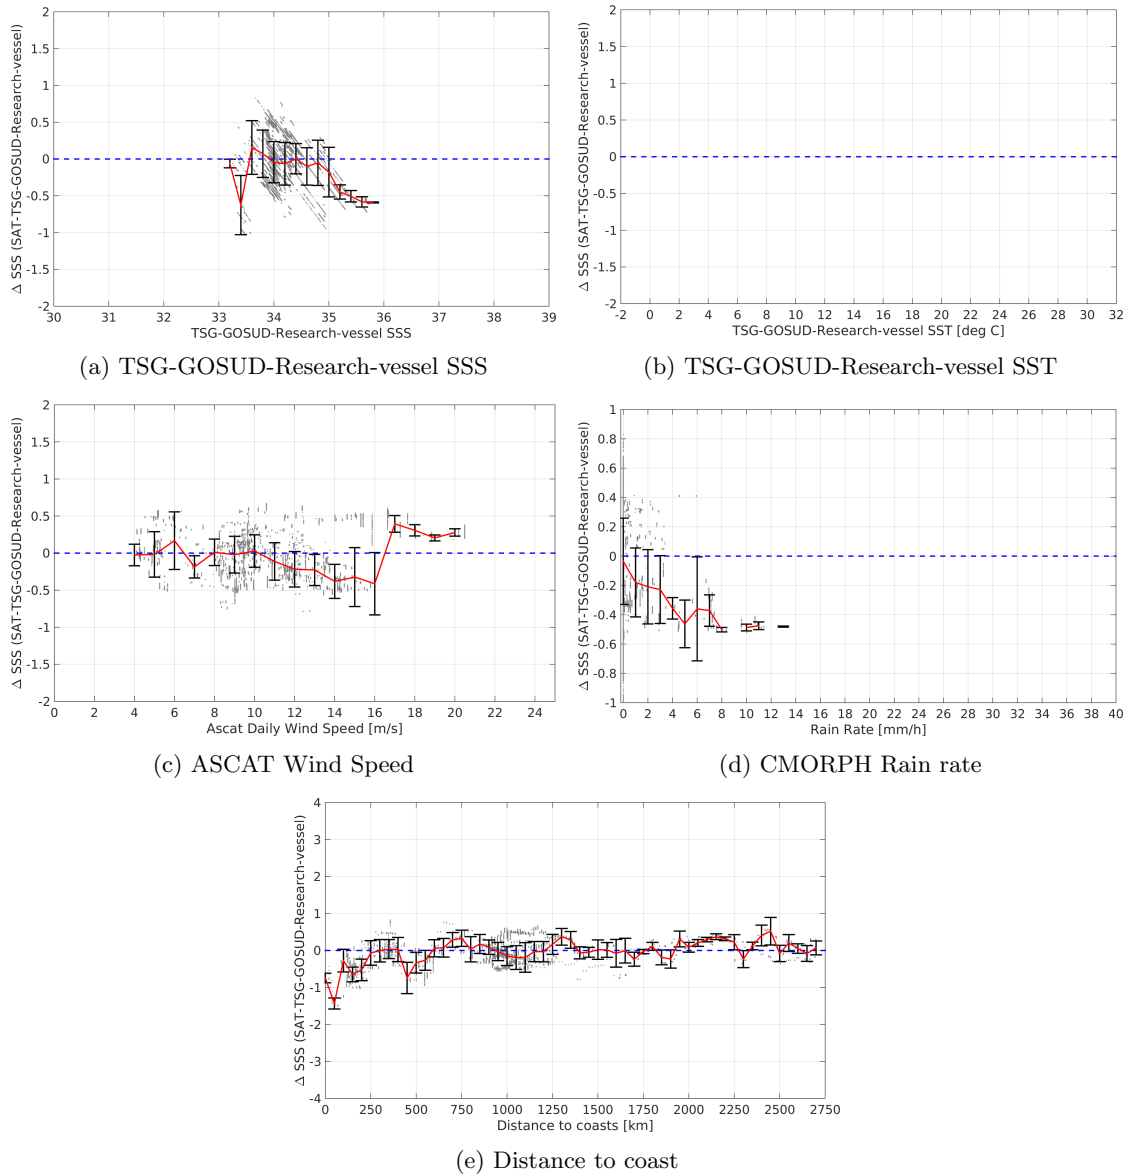 Δ SSS (SAT-TSG-GOSUD-Research-vessel)
2
1.5
1
0.5
0
-0.5
-1
-1.5
-2
30 31 32 33 34 35 36 37 38 39
TSG-GOSUD-Research-vessel SSS
(a) TSG-GOSUD-Research-vessel SSS
Δ SSS (SAT-TSG-GOSUD-Research-vessel)
2
1.5
1
0.5
0
-0.5
-1
-1.5
-2
-2 0 2 4 6 8 10 12 14 16 18 20 22 24 26 28 30 32
TSG-GOSUD-Research-vessel SST [deg C]
(b) TSG-GOSUD-Research-vessel SST
Δ SSS (SAT-TSG-GOSUD-Research-vessel)
2
1.5
1
0.5
0
-0.5
-1
-1.5
-2
0 2 4 6 8 10 12 14 16 18 20 22 24
Ascat Daily Wind Speed [m/s]
(c) ASCAT Wind Speed
Δ SSS (SAT-TSG-GOSUD-Research-vessel)
1
0.8
0.6
0.4
0.2
0
-0.2
-0.4
-0.6
-0.8
-1
0 2 4 6 8 10 12 14 16 18 20 22 24 26 28 30 32 34 36 38 40
Rain Rate [mm/h]
(d) CMORPH Rain rate
Δ SSS (SAT-TSG-GOSUD-Research-vessel)
4
3
2
1
0
-1
-2
-3
-4
0 250 500 750 1000 1250 1500 1750 2000 2250 2500 2750
Distance to coasts [km]
(e) Distance to coast